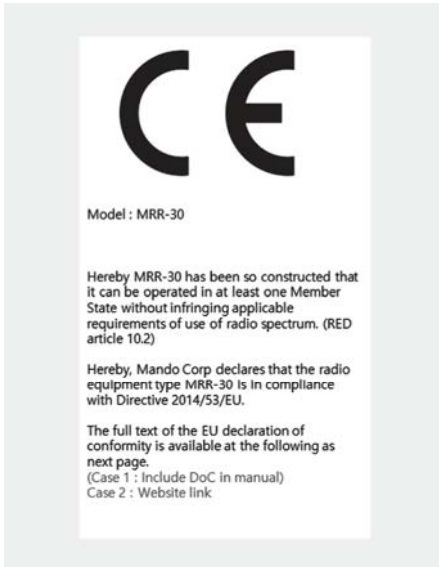 CE
Model : MRR-30
Hereby MRR-30 has been so constructed that
it can be operated in at least one Member
State without infringing applicable
requirements of use of radio spectrum. (RED
article 10.2)
Hereby, Mando Corp declares that the radio
equipment type MRR-30 is in compliance
with Directive 2014/53/EU.
The full text of the EU declaration of
conformity is available at the following as
next page.
(Case 1 : Include DoC in manual)
Case 2 : Website link